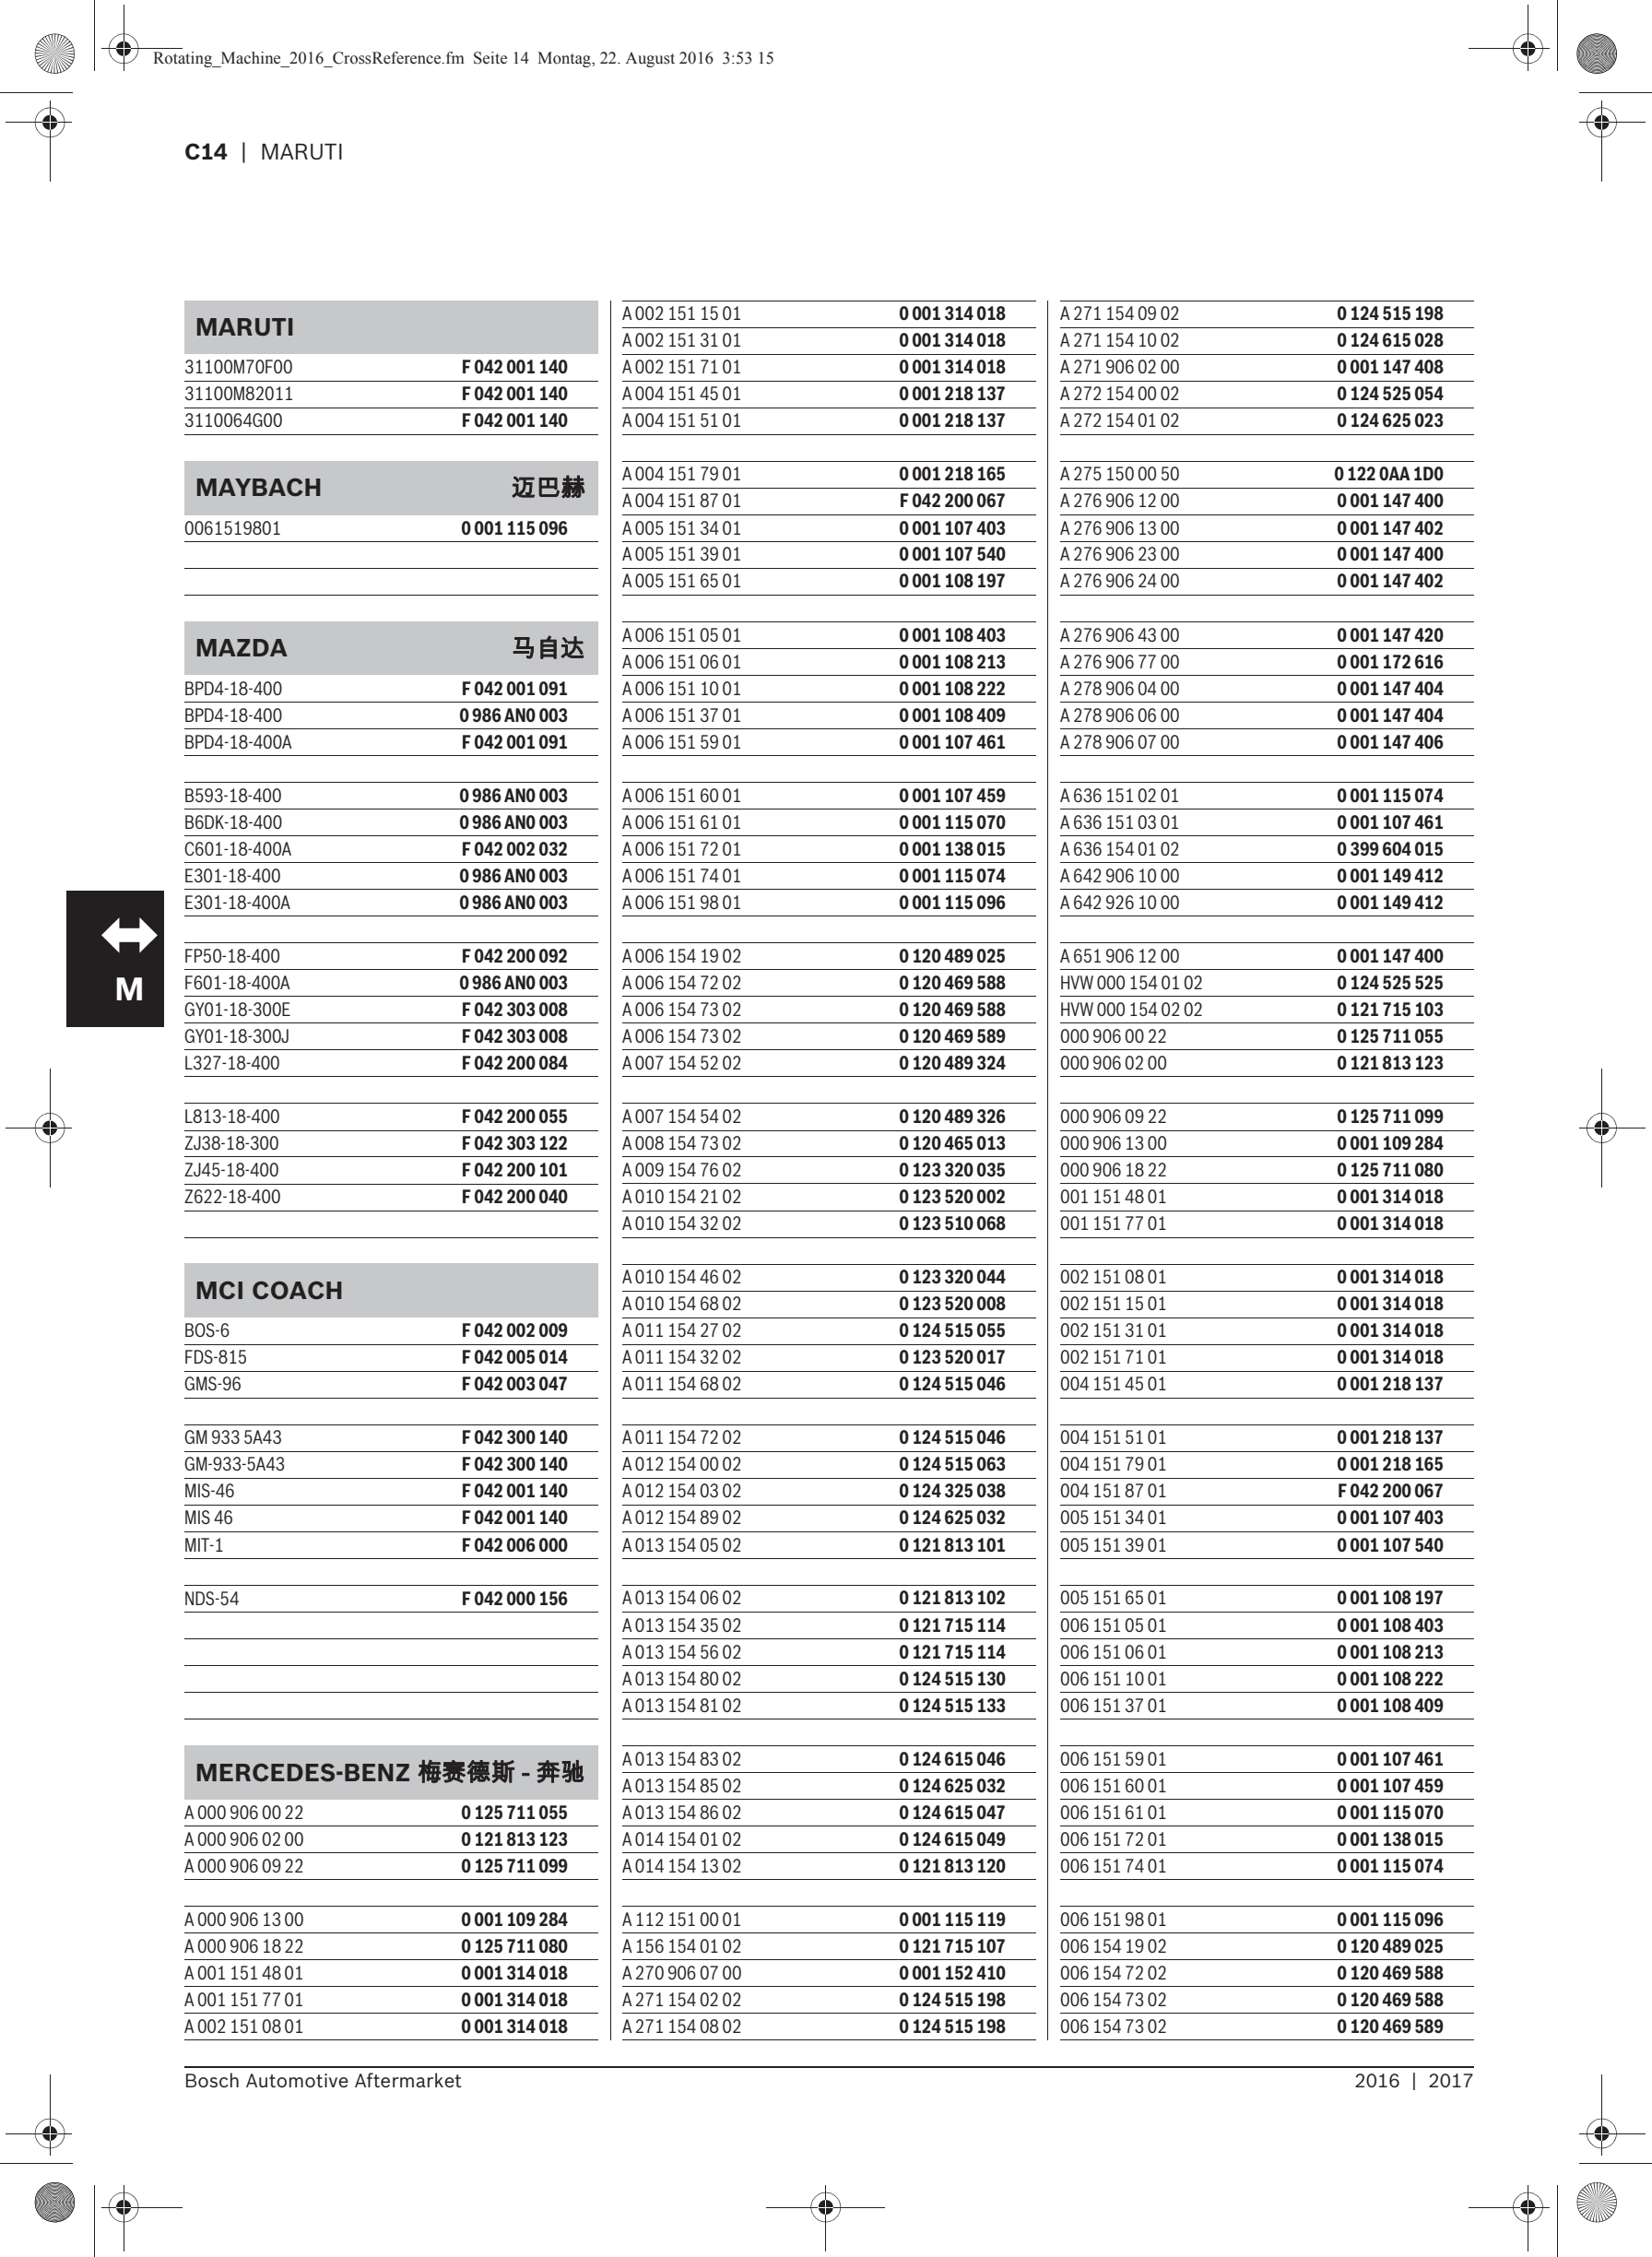 Rotating_Machine_2016_CrossReference.fm Seite 14 Montag, 22. August 2016 3:53 15
C14 | MARUTI
MARUTI
31100M70F00 F 042 001 140
31100M82011 F 042 001 140
3110064G00 F 042 001 140
MAYBACH 迈巴赫
0061519801 0 001 115 096
MAZDA 马自达
BPD4-18-400 F 042 001 091
BPD4-18-400 0 986 AN0 003
BPD4-18-400A F 042 001 091
B593-18-400 0 986 AN0 003
B6DK-18-400 0 986 AN0 003
C601-18-400A F 042 002 032
E301-18-400 0 986 AN0 003
E301-18-400A 0 986 AN0 003
FP50-18-400 F 042 200 092
F601-18-400A 0 986 AN0 003
GY01-18-300E F 042 303 008
GY01-18-300J F 042 303 008
L327-18-400 F 042 200 084
L813-18-400 F 042 200 055
ZJ38-18-300 F 042 303 122
ZJ45-18-400 F 042 200 101
Z622-18-400 F 042 200 040
MCI COACH
BOS-6 F 042 002 009
FDS-815 F 042 005 014
GMS-96 F 042 003 047
GM 933 5A43 F 042 300 140
GM-933-5A43 F 042 300 140
MIS-46 F 042 001 140
MIS 46 F 042 001 140
MIT-1 F 042 006 000
NDS-54 F 042 000 156
MERCEDES-BENZ 梅赛德斯 - 奔驰
A 000 906 00 22 0 125 711 055
A 000 906 02 00 0 121 813 123
A 000 906 09 22 0 125 711 099
A 000 906 13 00 0 001 109 284
A 000 906 18 22 0 125 711 080
A 001 151 48 01 0 001 314 018
A 001 151 77 01 0 001 314 018
A 002 151 08 01 0 001 314 018
A 002 151 15 01 0 001 314 018
A 002 151 31 01 0 001 314 018
A 002 151 71 01 0 001 314 018
A 004 151 45 01 0 001 218 137
A 004 151 51 01 0 001 218 137
A 004 151 79 01 0 001 218 165
A 004 151 87 01 F 042 200 067
A 005 151 34 01 0 001 107 403
A 005 151 39 01 0 001 107 540
A 005 151 65 01 0 001 108 197
A 006 151 05 01 0 001 108 403
A 006 151 06 01 0 001 108 213
A 006 151 10 01 0 001 108 222
A 006 151 37 01 0 001 108 409
A 006 151 59 01 0 001 107 461
A 006 151 60 01 0 001 107 459
A 006 151 61 01 0 001 115 070
A 006 151 72 01 0 001 138 015
A 006 151 74 01 0 001 115 074
A 006 151 98 01 0 001 115 096
A 006 154 19 02 0 120 489 025
A 006 154 72 02 0 120 469 588
A 006 154 73 02 0 120 469 588
A 006 154 73 02 0 120 469 589
A 007 154 52 02 0 120 489 324
A 007 154 54 02 0 120 489 326
A 008 154 73 02 0 120 465 013
A 009 154 76 02 0 123 320 035
A 010 154 21 02 0 123 520 002
A 010 154 32 02 0 123 510 068
A 010 154 46 02 0 123 320 044
A 010 154 68 02 0 123 520 008
A 011 154 27 02 0 124 515 055
A 011 154 32 02 0 123 520 017
A 011 154 68 02 0 124 515 046
A 011 154 72 02 0 124 515 046
A 012 154 00 02 0 124 515 063
A 012 154 03 02 0 124 325 038
A 012 154 89 02 0 124 625 032
A 013 154 05 02 0 121 813 101
A 013 154 06 02 0 121 813 102
A 013 154 35 02 0 121 715 114
A 013 154 56 02 0 121 715 114
A 013 154 80 02 0 124 515 130
A 013 154 81 02 0 124 515 133
A 013 154 83 02 0 124 615 046
A 013 154 85 02 0 124 625 032
A 013 154 86 02 0 124 615 047
A 014 154 01 02 0 124 615 049
A 014 154 13 02 0 121 813 120
A 112 151 00 01 0 001 115 119
A 156 154 01 02 0 121 715 107
A 270 906 07 00 0 001 152 410
A 271 154 02 02 0 124 515 198
A 271 154 08 02 0 124 515 198
A 271 154 09 02 0 124 515 198
A 271 154 10 02 0 124 615 028
A 271 906 02 00 0 001 147 408
A 272 154 00 02 0 124 525 054
A 272 154 01 02 0 124 625 023
A 275 150 00 50 0 122 0AA 1D0
A 276 906 12 00 0 001 147 400
A 276 906 13 00 0 001 147 402
A 276 906 23 00 0 001 147 400
A 276 906 24 00 0 001 147 402
A 276 906 43 00 0 001 147 420
A 276 906 77 00 0 001 172 616
A 278 906 04 00 0 001 147 404
A 278 906 06 00 0 001 147 404
A 278 906 07 00 0 001 147 406
A 636 151 02 01 0 001 115 074
A 636 151 03 01 0 001 107 461
A 636 154 01 02 0 399 604 015
A 642 906 10 00 0 001 149 412
A 642 926 10 00 0 001 149 412
A 651 906 12 00 0 001 147 400
HVW 000 154 01 02 0 124 525 525
HVW 000 154 02 02 0 121 715 103
000 906 00 22 0 125 711 055
000 906 02 00 0 121 813 123
000 906 09 22 0 125 711 099
000 906 13 00 0 001 109 284
000 906 18 22 0 125 711 080
001 151 48 01 0 001 314 018
001 151 77 01 0 001 314 018
002 151 08 01 0 001 314 018
002 151 15 01 0 001 314 018
002 151 31 01 0 001 314 018
002 151 71 01 0 001 314 018
004 151 45 01 0 001 218 137
004 151 51 01 0 001 218 137
004 151 79 01 0 001 218 165
004 151 87 01 F 042 200 067
005 151 34 01 0 001 107 403
005 151 39 01 0 001 107 540
005 151 65 01 0 001 108 197
006 151 05 01 0 001 108 403
006 151 06 01 0 001 108 213
006 151 10 01 0 001 108 222
006 151 37 01 0 001 108 409
006 151 59 01 0 001 107 461
006 151 60 01 0 001 107 459
006 151 61 01 0 001 115 070
006 151 72 01 0 001 138 015
006 151 74 01 0 001 115 074
006 151 98 01 0 001 115 096
006 154 19 02 0 120 489 025
006 154 72 02 0 120 469 588
006 154 73 02 0 120 469 588
006 154 73 02 0 120 469 589
M
Bosch Automotive Aftermarket 2016 | 2017